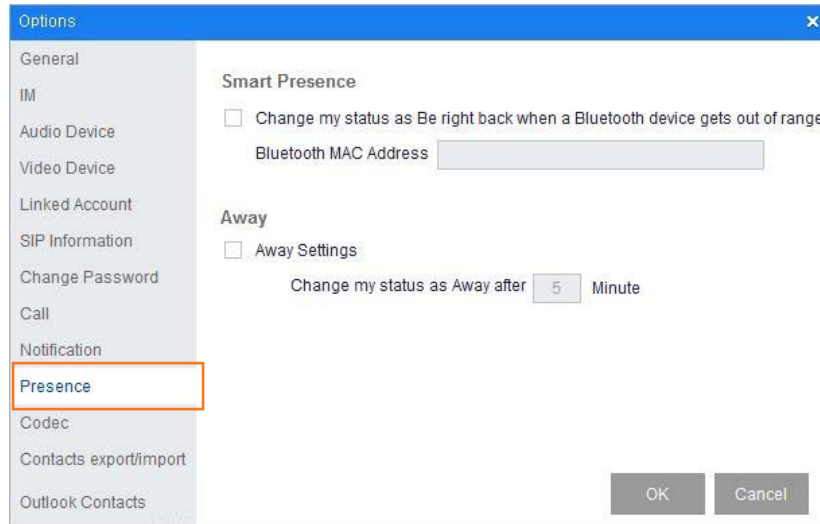 Options
General
IM
Audio Device
Video Device
Linked Account
SIP Information
Change Password
Call
Notification
Presence
Codec
Contacts export/import
Outlook Contacts
Smart Presence
Change my status as Be right back when a Bluetooth device gets out of range
Bluetooth MAC Address
Away
Away Settings
Change my status as Away after 5 Minute
OK Cancel